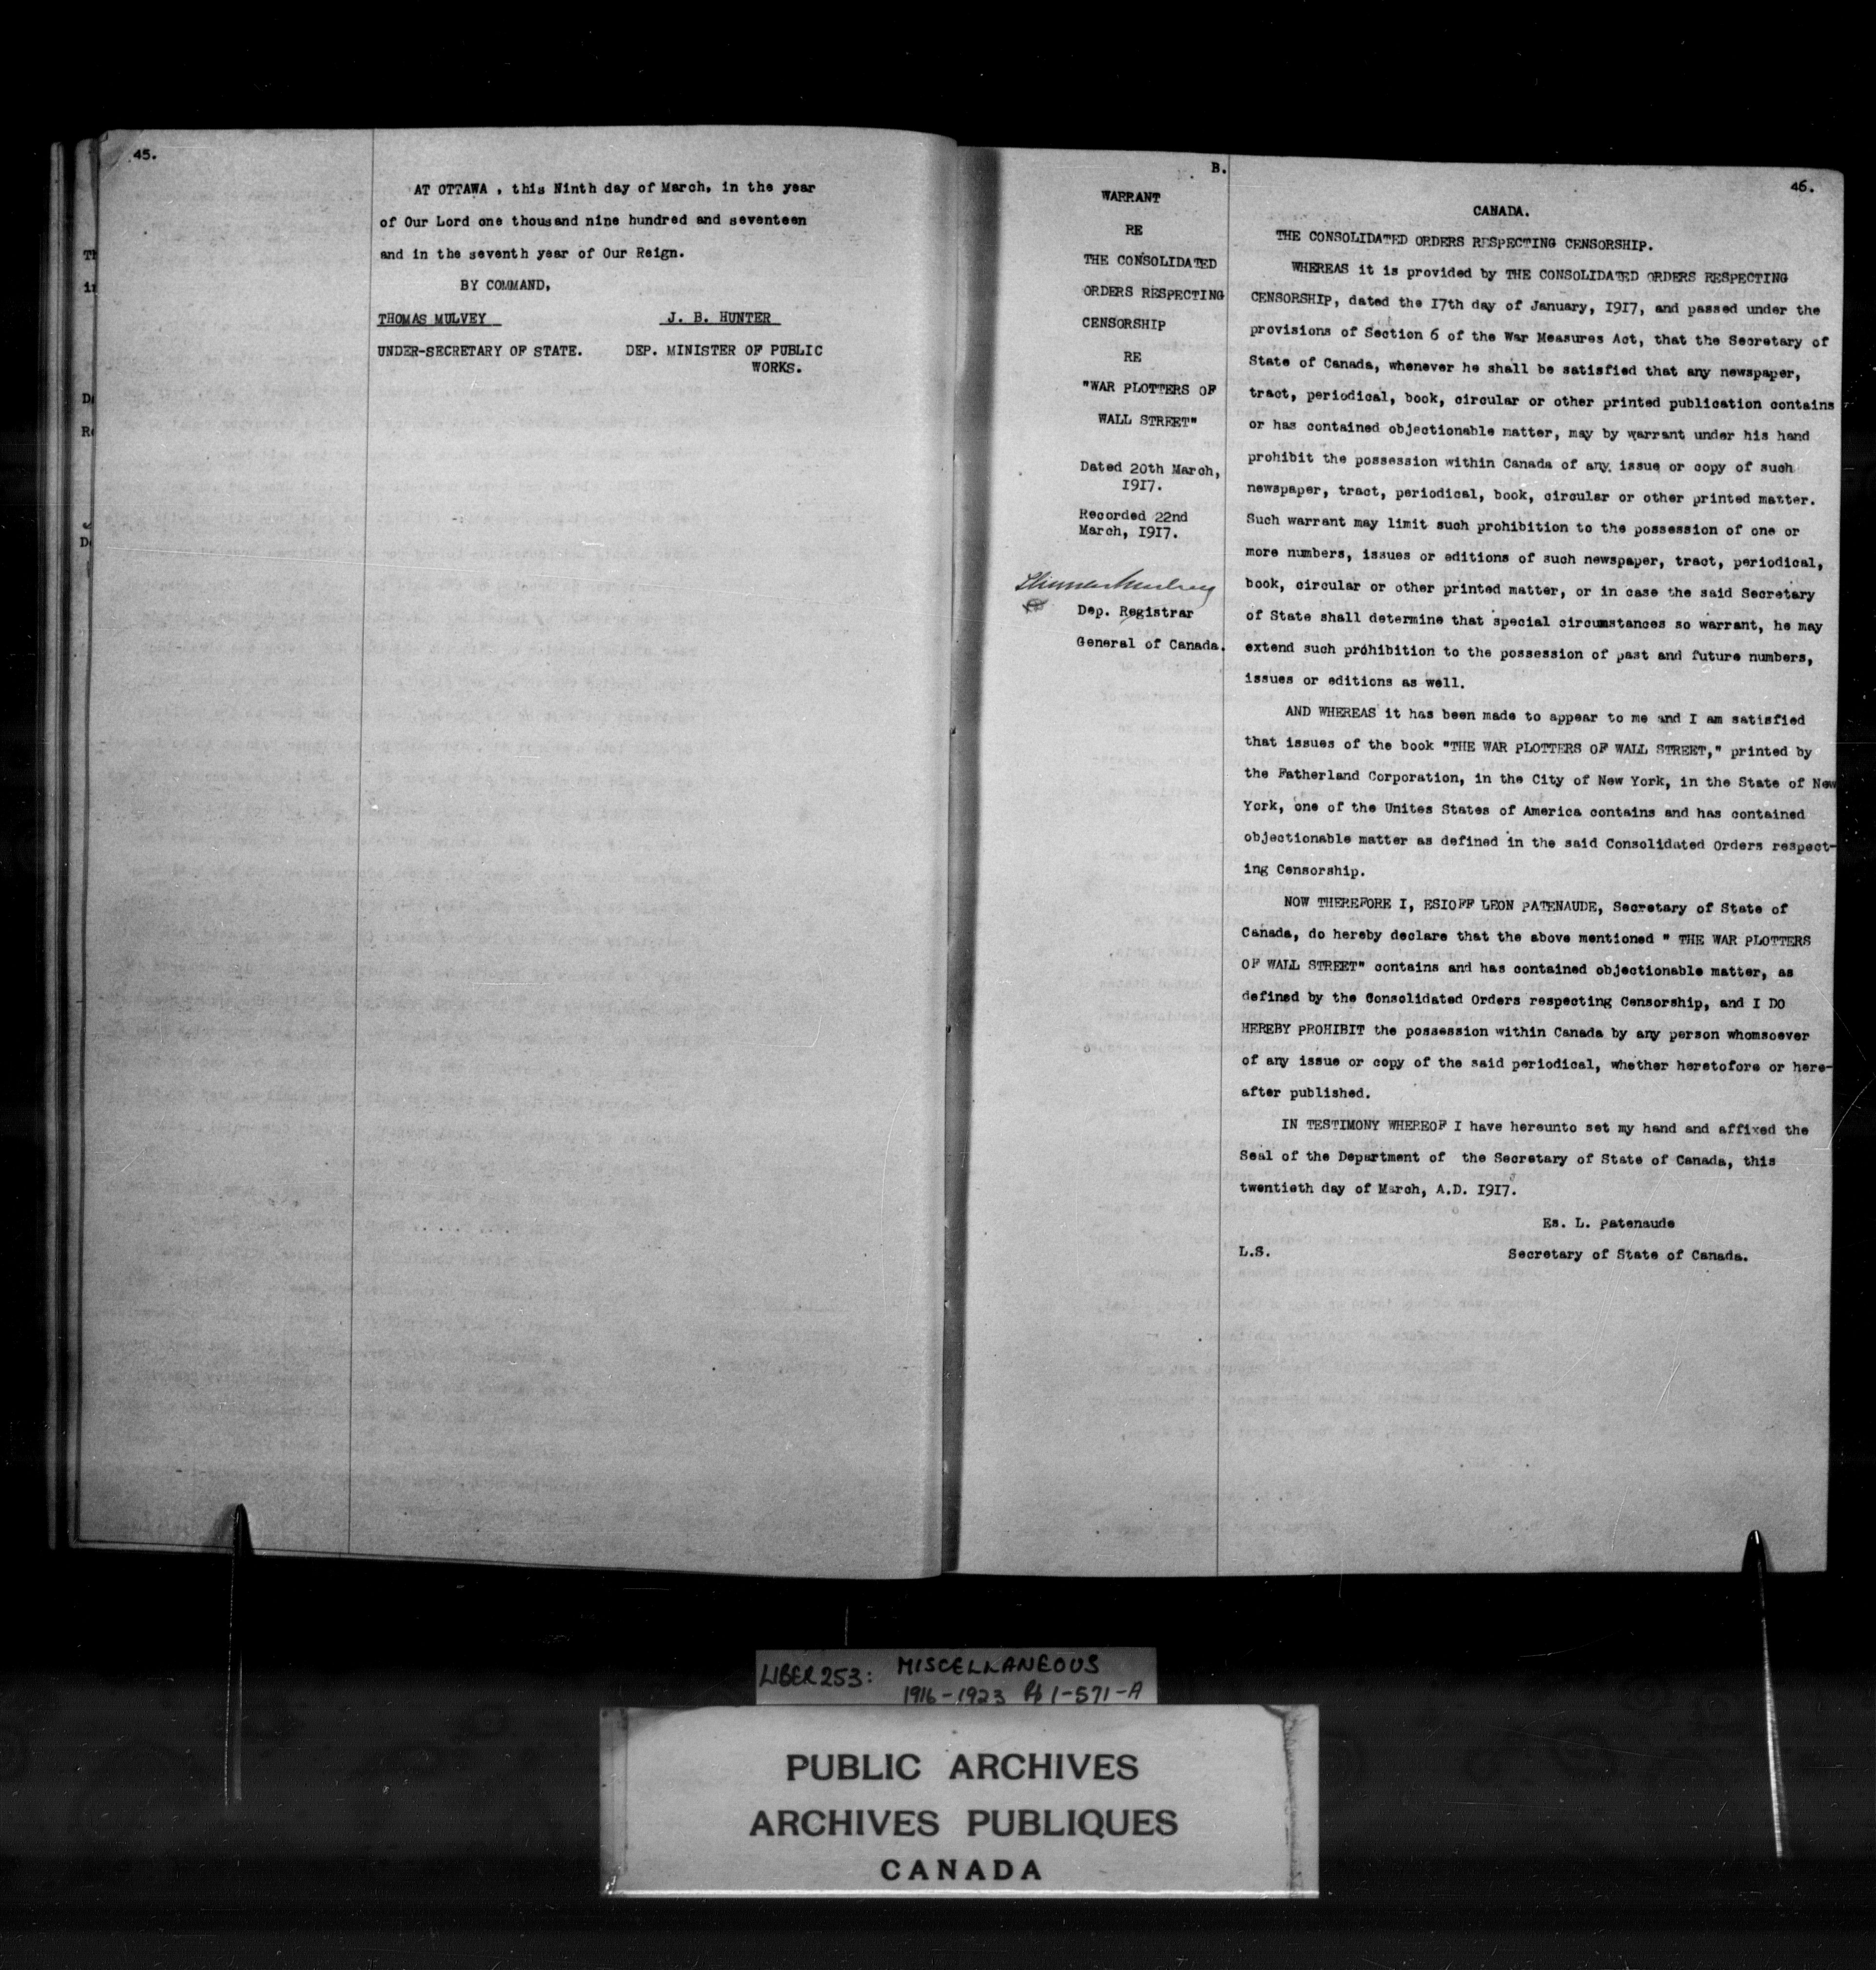 45.
AT OTTAWA , this Ninth day of March, in the year
of Our Lord one thousand nine hundred and seventeen
and in the seventh year of Our Reign.
BY COMMAND,
THOMAS MULVEY J. B. HUNTER
UNDER-SECRETARY OF STATE. DEP. MINISTER OF PUBLIC
WORKS.
B.
WARRANT
RE
THE CONSOLIDATED
ORDERS RESPECTING
CENSORSHIP
RE
"WAR PLOTTERS OF
WALL STREET"
Dated 20th March,
1917.
Recorded 22nd
March, 1917.
Thomas Mulvey
Dep. Registrar
General of Canada.
46.
CANADA.
THE CONSOLIDATED ORDERS RESPECTING CENSORSHIP.
WHEREAS it is provided by THE CONSOLIDATED ORDERS RESPECTING
CENSORSHIP, dated the 17th day of January, 1917, and passed under the
provisions of Section 6 of the War Measures Act, that the Secretary of
State of Canada, whenever he shall be satisfied that any newspaper,
tract, periodical, book, circular or other printed publication contains
or has contained objectionable matter, may by warrant under his hand
prohibit the possession within Canada of any issue or copy of such
newspaper, tract, periodical, book, circular or other printed matter.
Such warrant may limit such prohibition to the possession of one or
more numbers, issues or editions of such newspaper, tract, periodical,
book, circular or other printed matter, or in case the said Secretary
of State shall determine that special circumstances so warrant, he may
extend such prohibition to the possession of past and future numbers,
issues or editions as well.
AND WHEREAS it has been made to appear to me and I am satisfied
that issues of the book "THE WAR PLOTTERS OF WALL STREET," printed by
the Fatherland Corporation, in the City of New York, in the State of New
York, one of the Unites States of America contains and has contained
objectionable matter as defined in the said Consolidated Orders respect-
ing Censorship.
NOW THEREFORE I, ESIOFF LEON PATENAUDE, Secretary of State of
Canada, do hereby declare that the above mentioned " THE WAR PLOTTERS
OF WALL STREET" contains and has contained objectionable matter, as
defined by the Consolidated Orders respecting Censorship, and I DO
HEREBY PROHIBIT the possession within Canada by any person whomsoever
of any issue or copy of the said periodical, whether heretofore or here-
after published.
IN TESTIMONY WHEREOF I have hereunto set my hand and affixed the
Seal of the Department of the Secretary of State of Canada, this
twentieth day of March, A.D. 1917.
Es. L. Patenaude
L.S. Secretary of State of Canada.
LIBER 253: MISCELLANEOUS
1916-1923 Pp 1-571-A
PUBLIC ARCHIVES
ARCHIVES PUBLIQUES
CANADA